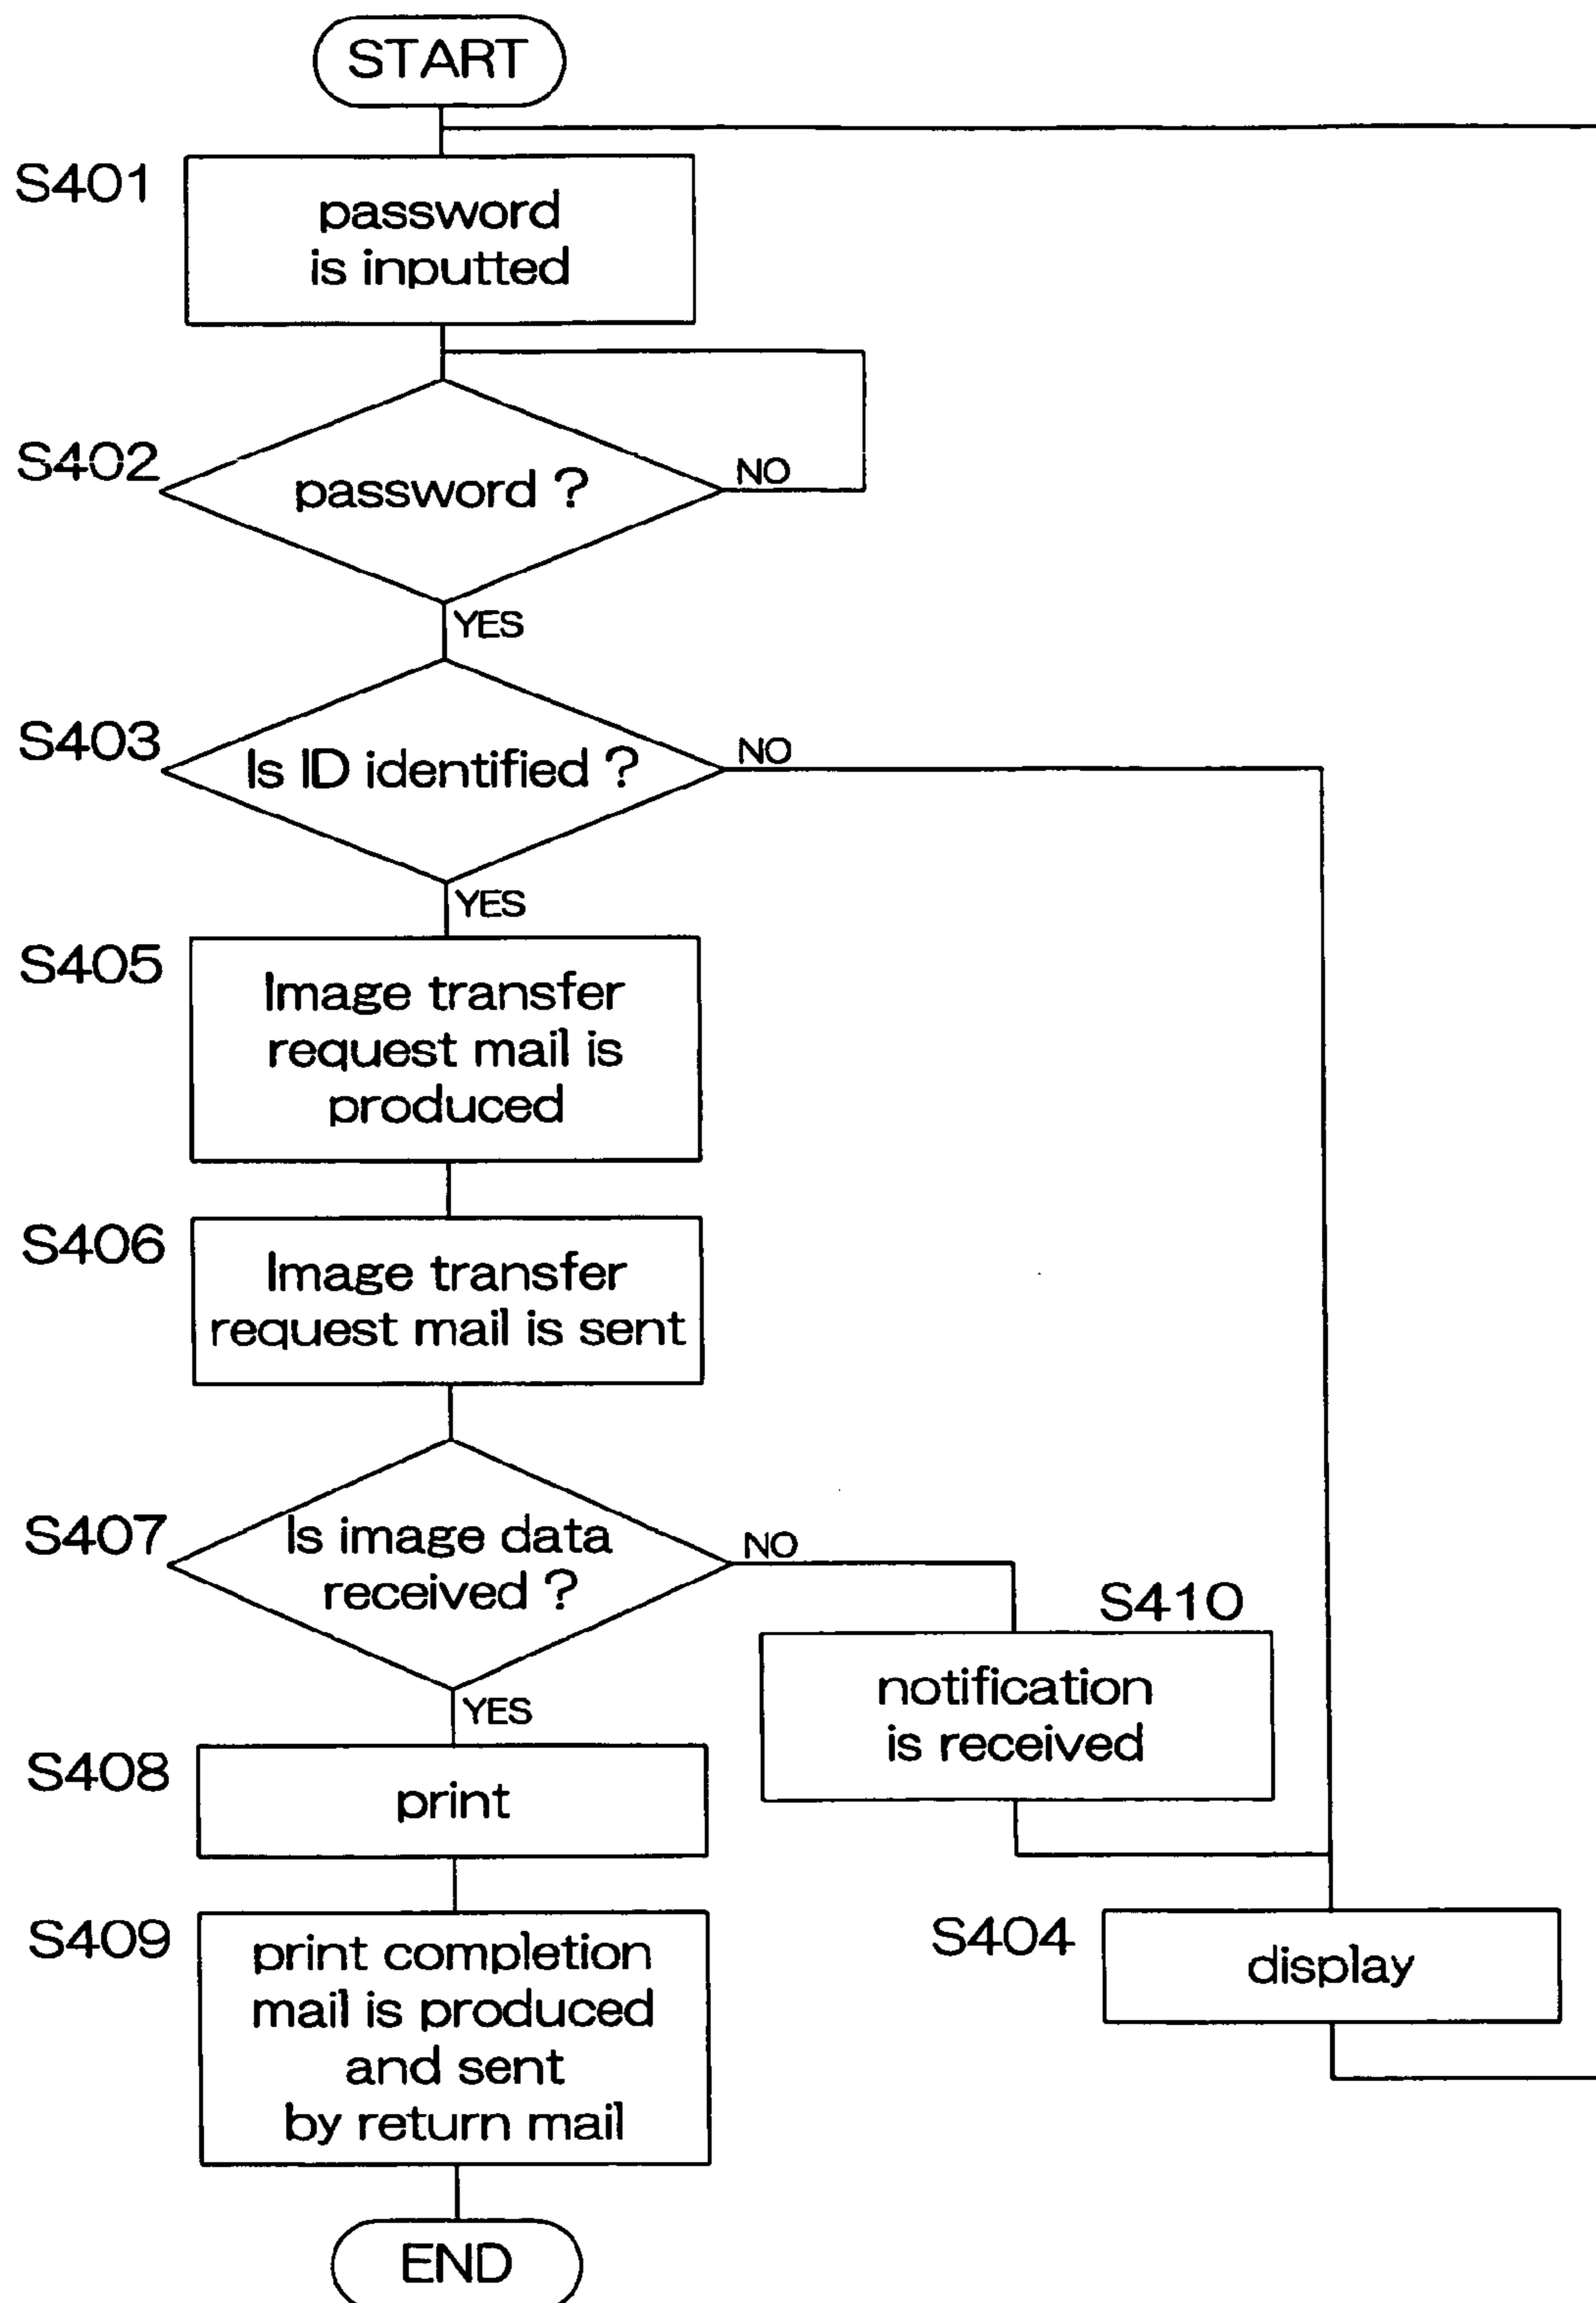 START
S401
password
is inputted
S402
password ?
NO
YES
S403
Is ID identified ?
NO
YES
S405
Image transfer
request mail is
produced
S406
Image transfer
request mail is sent
S407
Is image data
received ?
NO
YES
S410
notification
is received
S408
print
S409
print completion
mail is produced
and sent
by return mail
S404
display
END